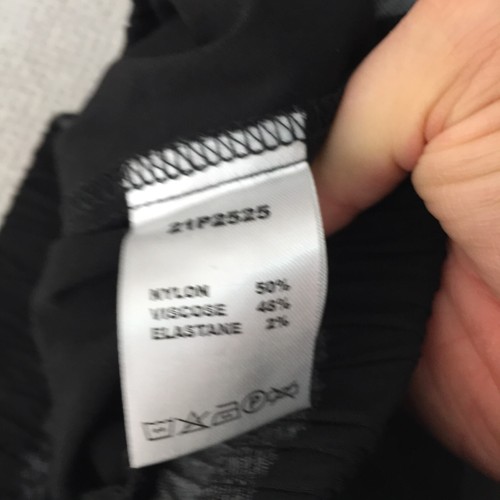 21P2525
NYLON 50%
VISCOSE 48%
ELASTANE 2%
P